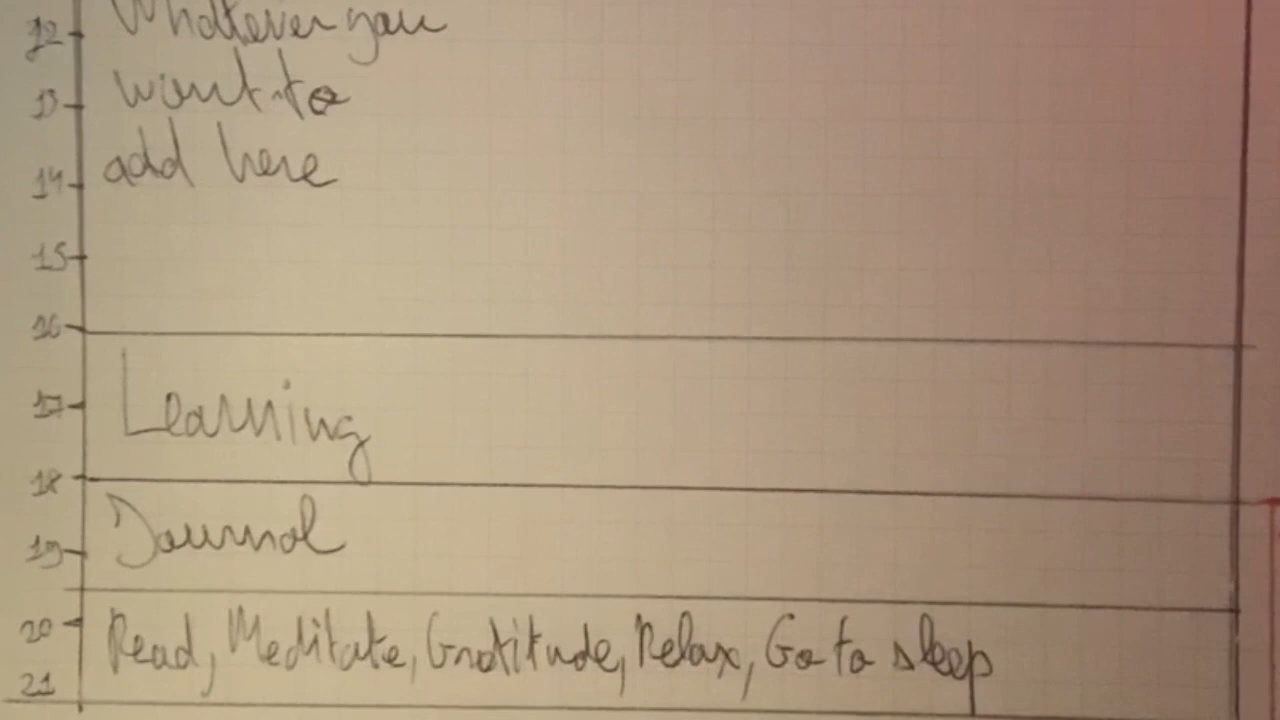 12 Whatever you
13 want to
14 add here
15
16
17 Learning
18
19 Journal
20 Read, Meditate, Gratitude, Relax, Go to sleep
21